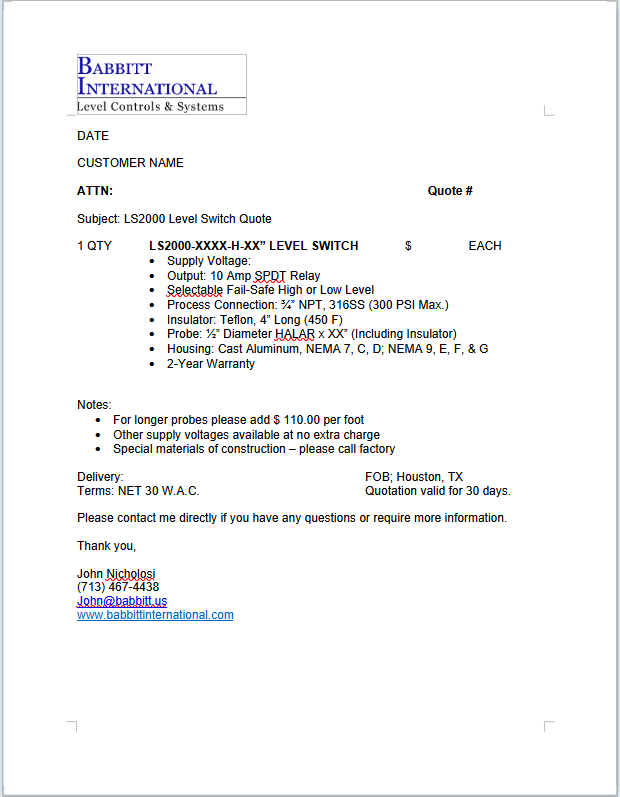 BABBITT
INTERNATIONAL
Level Controls & Systems
DATE
CUSTOMER NAME
ATTN: Quote #
Subject: LS2000 Level Switch Quote
1 QTY LS2000-XXXX-H-XX” LEVEL SWITCH $ EACH
• Supply Voltage:
• Output: 10 Amp SPDT Relay
• Selectable Fail-Safe High or Low Level
• Process Connection: ¾” NPT, 316SS (300 PSI Max.)
• Insulator: Teflon, 4” Long (450 F)
• Probe: ½” Diameter HALAR x XX” (Including Insulator)
• Housing: Cast Aluminum, NEMA 7, C, D; NEMA 9, E, F, & G
• 2-Year Warranty
Notes:
• For longer probes please add $ 110.00 per foot
• Other supply voltages available at no extra charge
• Special materials of construction – please call factory
Delivery: FOB; Houston, TX
Terms: NET 30 W.A.C. Quotation valid for 30 days.
Please contact me directly if you have any questions or require more information.
Thank you,
John Nicholosi
(713) 467-4438
John@babbitt.us
www.babbittinternational.com